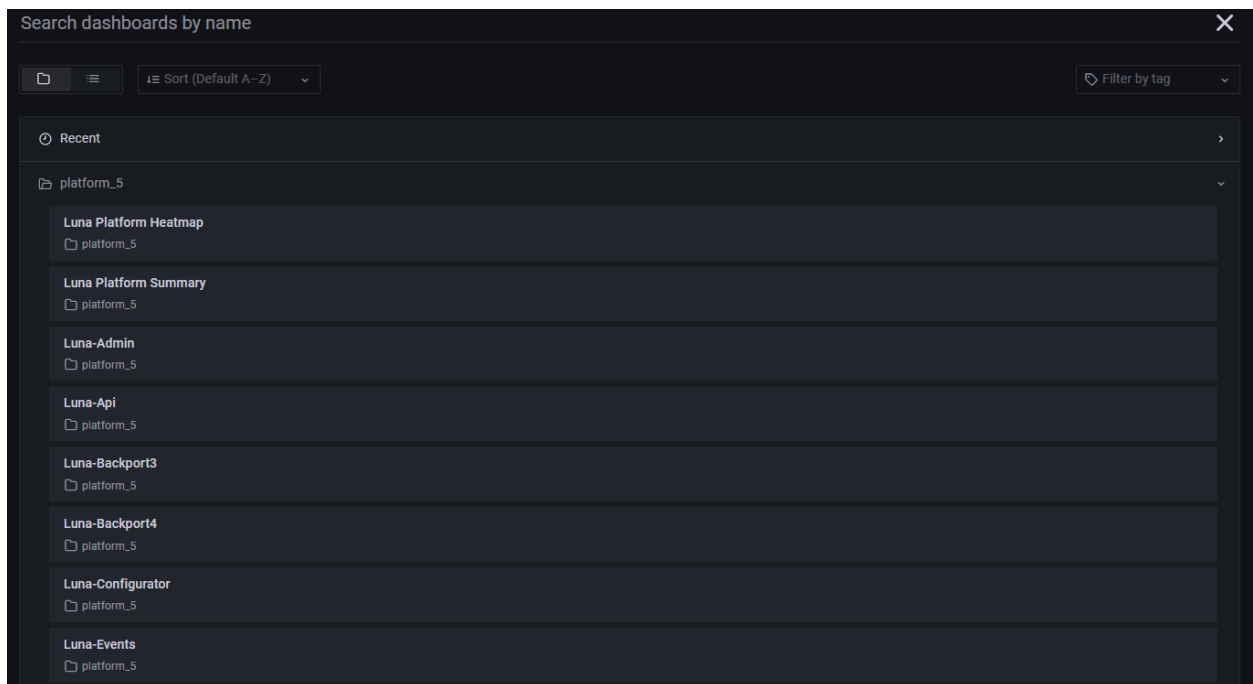 Search dashboards by name
Sort (Default A–Z)
Filter by tag
Recent
platform_5
Luna Platform Heatmap
platform_5
Luna Platform Summary
platform_5
Luna-Admin
platform_5
Luna-Api
platform_5
Luna-Backport3
platform_5
Luna-Backport4
platform_5
Luna-Configurator
platform_5
Luna-Events
platform_5